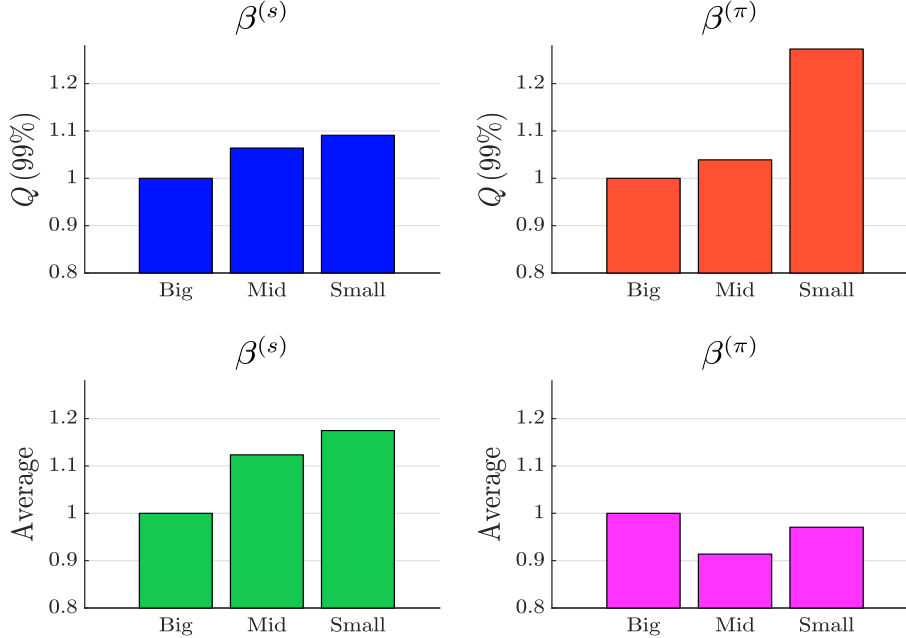 β⁽ˢ⁾
Q (99%)
1.2
1.1
1
0.9
0.8
Big Mid Small
β⁽π⁾
Q (99%)
1.2
1.1
1
0.9
0.8
Big Mid Small
β⁽ˢ⁾
Average
1.2
1.1
1
0.9
0.8
Big Mid Small
β⁽π⁾
Average
1.2
1.1
1
0.9
0.8
Big Mid Small